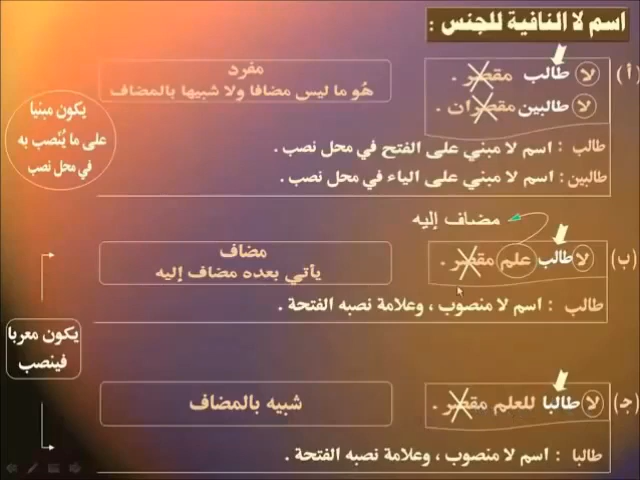 اسم لا النافية للجنس :
(أ) لا طالب مقصر .
لا طالبين مقصران .
مفرد
هُو ما ليس مضافا ولا شبيها بالمضاف
يكون مبنيا
على ما يُنْصب به
في محل نصب
طالب : اسم لا مبني على الفتح في محل نصب .
طالبين : اسم لا مبني على الياء في محل نصب .
مضاف إليه
(ب) لا طالب علم مقصر .
مضاف
يأتي بعده مضاف إليه
طالب : اسم لا منصوب ، وعلامة نصبه الفتحة .
يكون معربا
فينصب
(جـ) لا طالبا للعلم مقصر .
شبيه بالمضاف
طالبا : اسم لا منصوب ، وعلامة نصبه الفتحة .